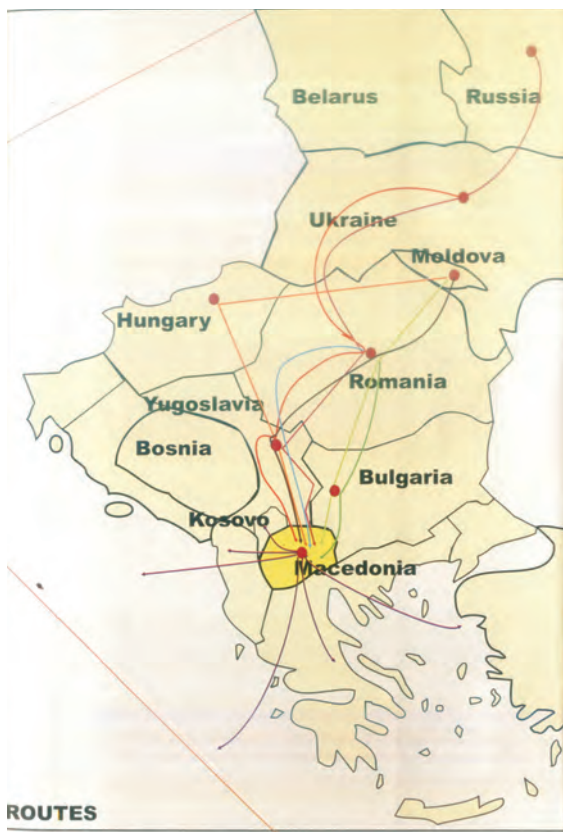 Belarus
Russia
Ukraine
Moldova
Hungary
Romania
Yugoslavia
Bosnia
Bulgaria
Kosovo
Macedonia
ROUTES